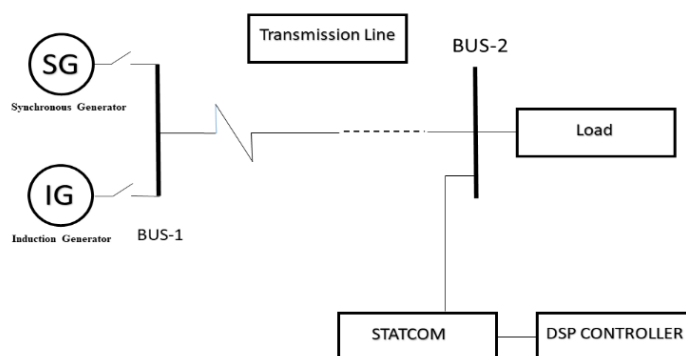 Transmission Line
BUS-2
SG
Synchronous Generator
Load
IG
Induction Generator
BUS-1
STATCOM
DSP CONTROLLER